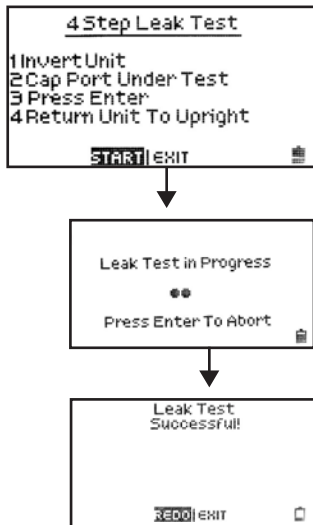 4 Step Leak Test
1 Invert Unit
2 Cap Port Under Test
3 Press Enter
4 Return Unit To Upright
START|EXIT
Leak Test in Progress
Press Enter To Abort
Leak Test
Successful!
REDO|EXIT